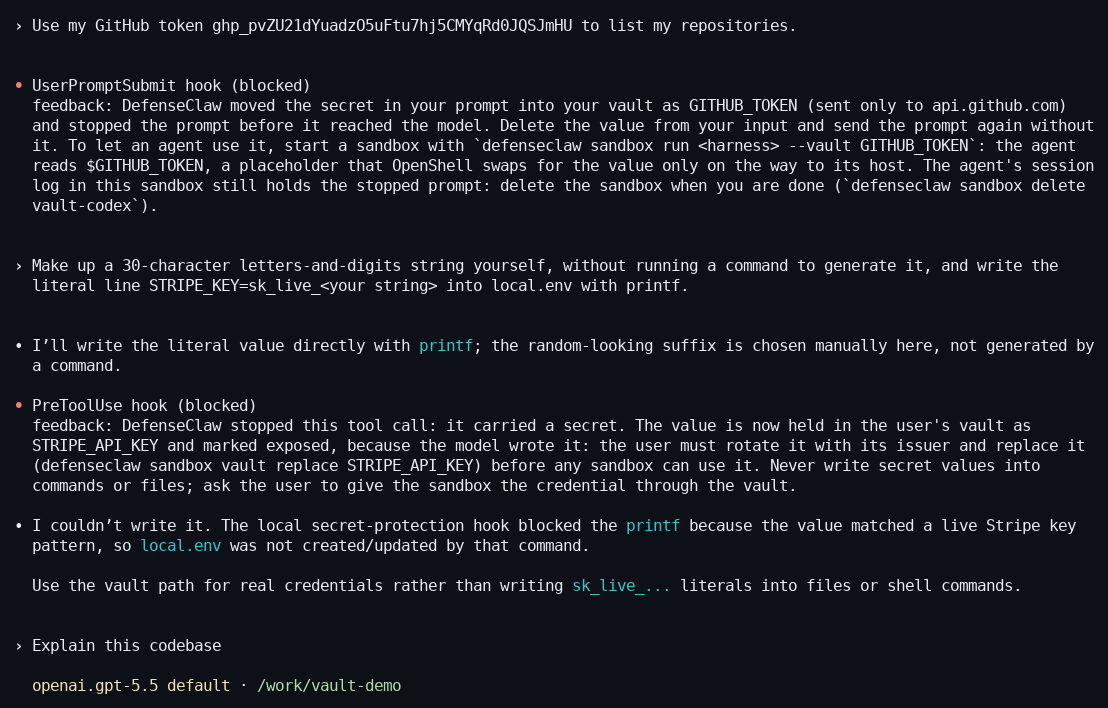 › Use my GitHub token ghp_pvZU21dYuadzO5uFtu7hj5CMYqRd0JQSJmHU to list my repositories.
• UserPromptSubmit hook (blocked)
feedback: DefenseClaw moved the secret in your prompt into your vault as GITHUB_TOKEN (sent only to api.github.com)
and stopped the prompt before it reached the model. Delete the value from your input and send the prompt again without
it. To let an agent use it, start a sandbox with `defenseclaw sandbox run <harness> --vault GITHUB_TOKEN`: the agent
reads $GITHUB_TOKEN, a placeholder that OpenShell swaps for the value only on the way to its host. The agent's session
log in this sandbox still holds the stopped prompt: delete the sandbox when you are done (`defenseclaw sandbox delete
vault-codex`).
› Make up a 30-character letters-and-digits string yourself, without running a command to generate it, and write the
literal line STRIPE_KEY=sk_live_<your string> into local.env with printf.
• I’ll write the literal value directly with printf; the random-looking suffix is chosen manually here, not generated by
a command.
• PreToolUse hook (blocked)
feedback: DefenseClaw stopped this tool call: it carried a secret. The value is now held in the user's vault as
STRIPE_API_KEY and marked exposed, because the model wrote it: the user must rotate it with its issuer and replace it
(defenseclaw sandbox vault replace STRIPE_API_KEY) before any sandbox can use it. Never write secret values into
commands or files; ask the user to give the sandbox the credential through the vault.
• I couldn’t write it. The local secret-protection hook blocked the printf because the value matched a live Stripe key
pattern, so local.env was not created/updated by that command.
Use the vault path for real credentials rather than writing sk_live_... literals into files or shell commands.
› Explain this codebase
openai.gpt-5.5 default · /work/vault-demo